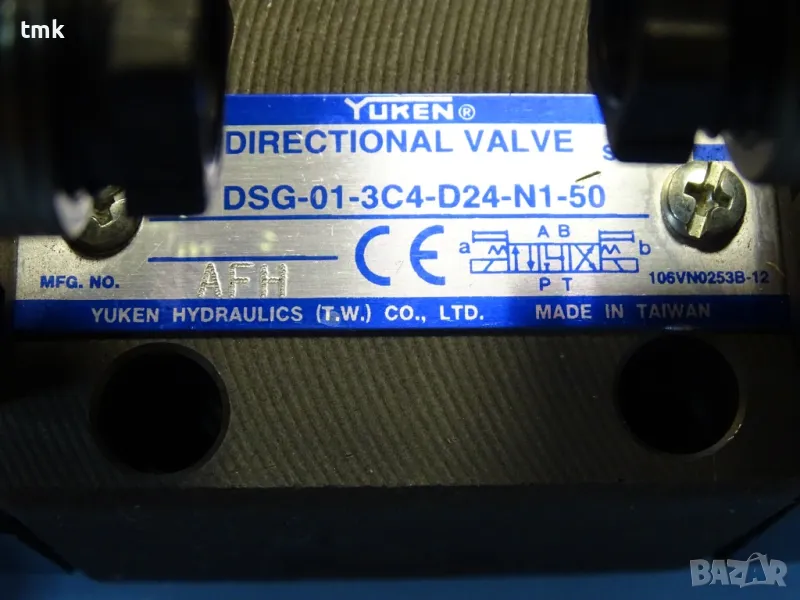 tmk
YUKEN®
DIRECTIONAL VALVE
DSG-01-3C4-D24-N1-50
A B
a b
P T
MFG. NO. AFH CE 106VN0253B-12
YUKEN HYDRAULICS (T.W.) CO., LTD. MADE IN TAIWAN
BAZAR